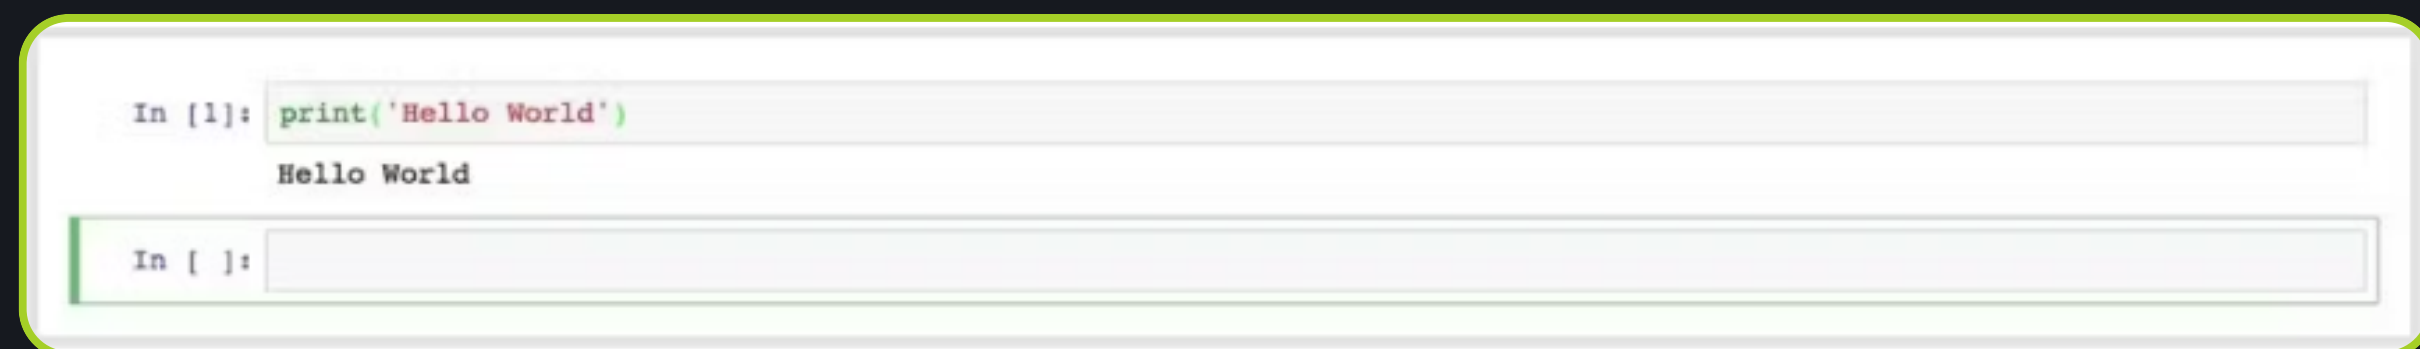 In [1]: print('Hello World')
Hello World
In [ ]: